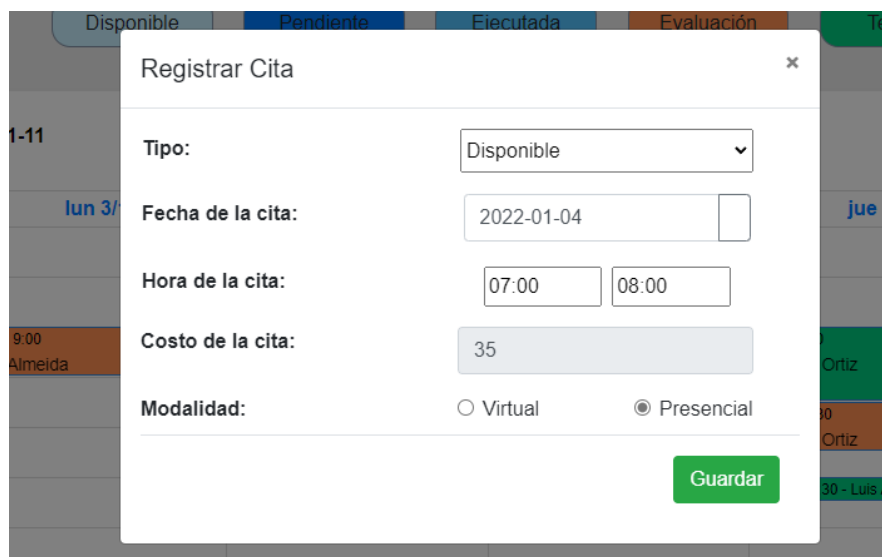 Disponible Pendiente Ejecutada Evaluación
Registrar Cita ×
1-11
Tipo: Disponible
lun 3/
Fecha de la cita: 2022-01-04
jue
Hora de la cita: 07:00 08:00
9:00
Almeida
Costo de la cita: 35
Ortiz
Modalidad: Virtual Presencial
30
Ortiz
Guardar
30 - Luis